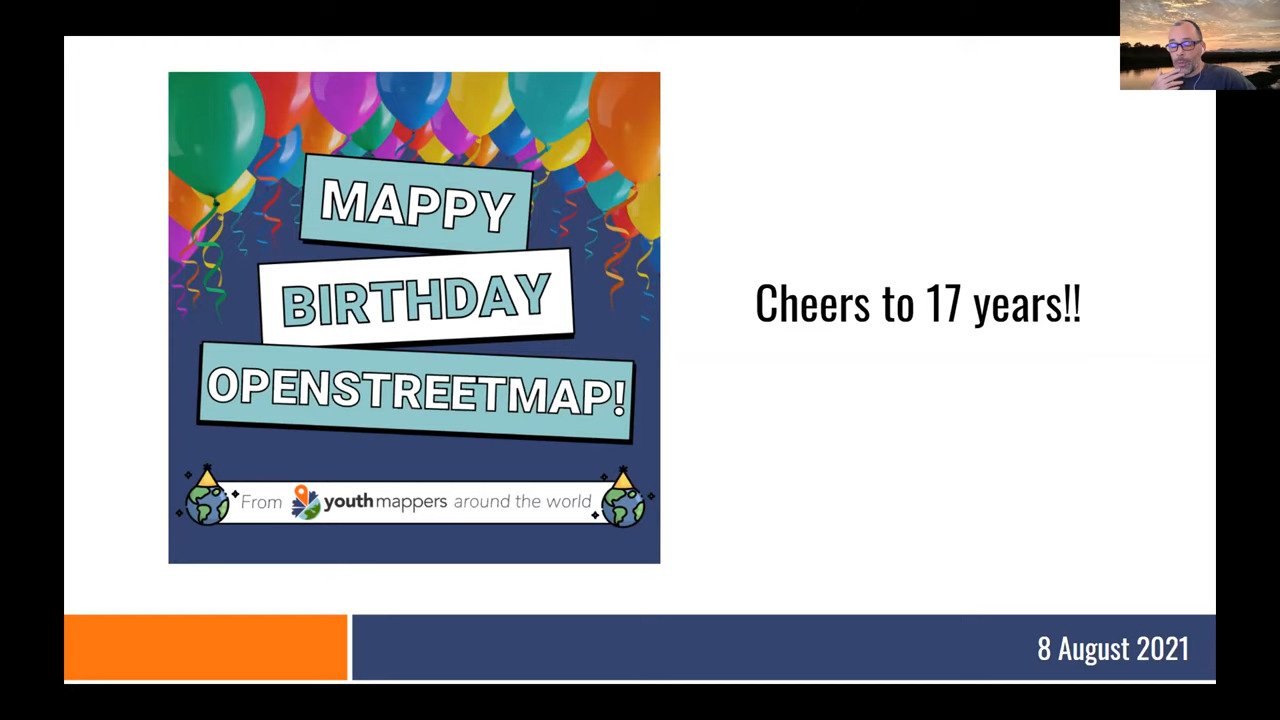 MAPPY
BIRTHDAY
OPENSTREETMAP!
From youthmappers around the world
Cheers to 17 years!!
8 August 2021